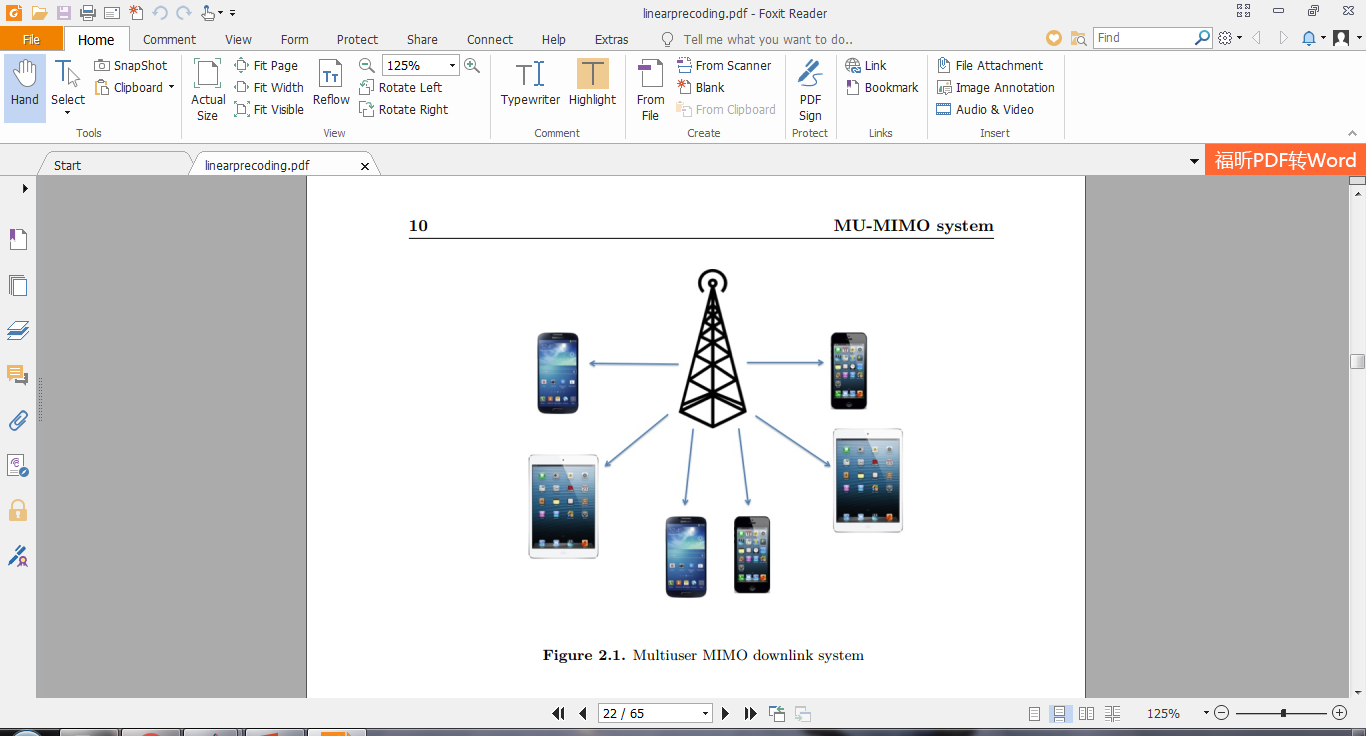 linearprecoding.pdf - Foxit Reader
File Home Comment View Form Protect Share Connect Help Extras Tell me what you want to do.. Find
Hand
Select
SnapShot
Clipboard
Tools
Actual Size
Fit Page
Fit Width
Fit Visible
Reflow
125%
Rotate Left
Rotate Right
View
Typewriter
Highlight
Comment
From File
From Scanner
Blank
From Clipboard
Create
PDF Sign
Protect
Link
Bookmark
Links
File Attachment
Image Annotation
Audio & Video
Insert
Start linearprecoding.pdf 福昕PDF转Word
10 MU-MIMO system
Figure 2.1. Multiuser MIMO downlink system
22 / 65 125%